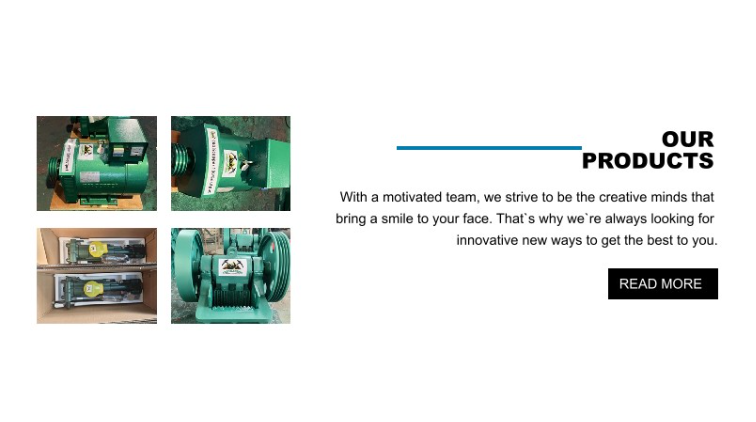 OUR
PRODUCTS
With a motivated team, we strive to be the creative minds that
bring a smile to your face. That`s why we`re always looking for
innovative new ways to get the best to you.
READ MORE